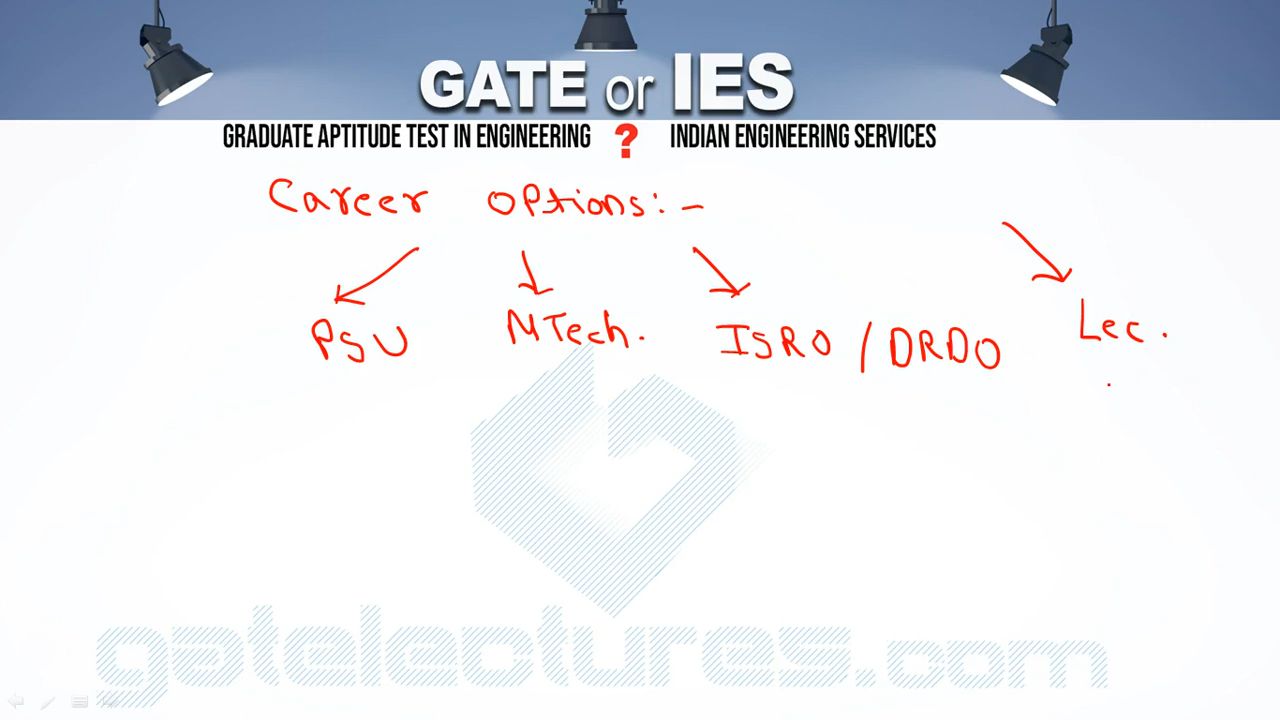 GATE or IES
GRADUATE APTITUDE TEST IN ENGINEERING ? INDIAN ENGINEERING SERVICES
Career options:-
PSU MTech. ISRO / DRDO Lec.
gatelectures.com